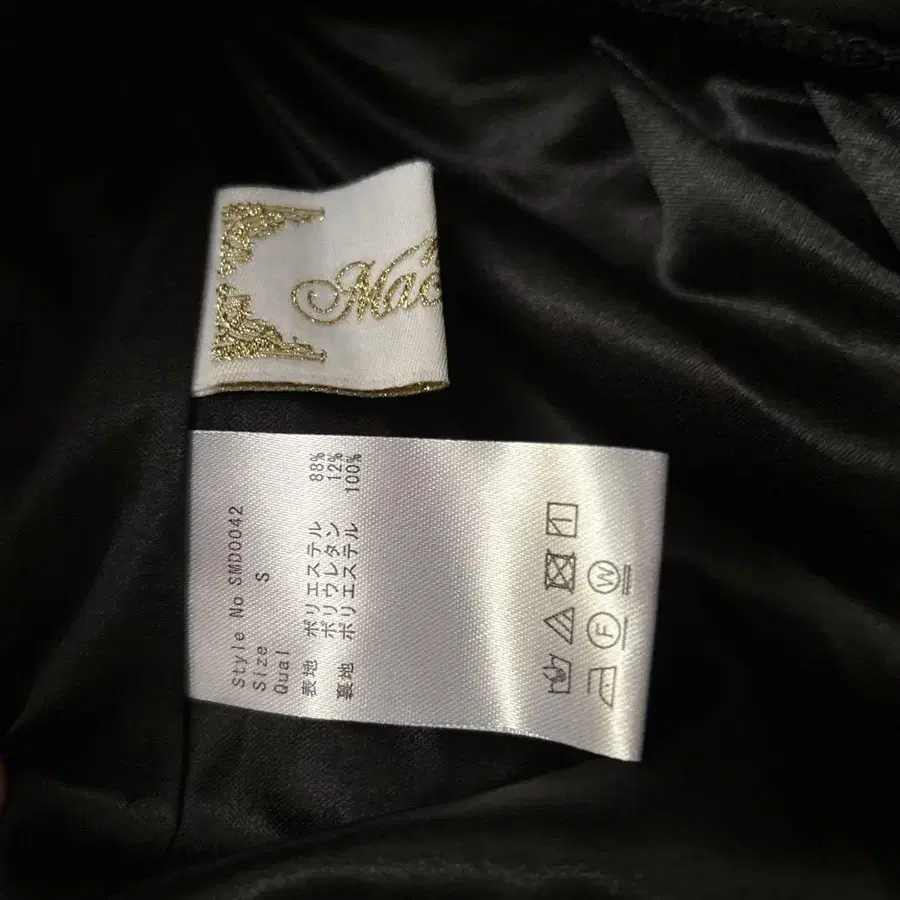 Mac
Style No SMD0042
Size S
Qual
表地 ポリエステル 88%
ポリウレタン 12%
裏地 ポリエステル 100%
W
F